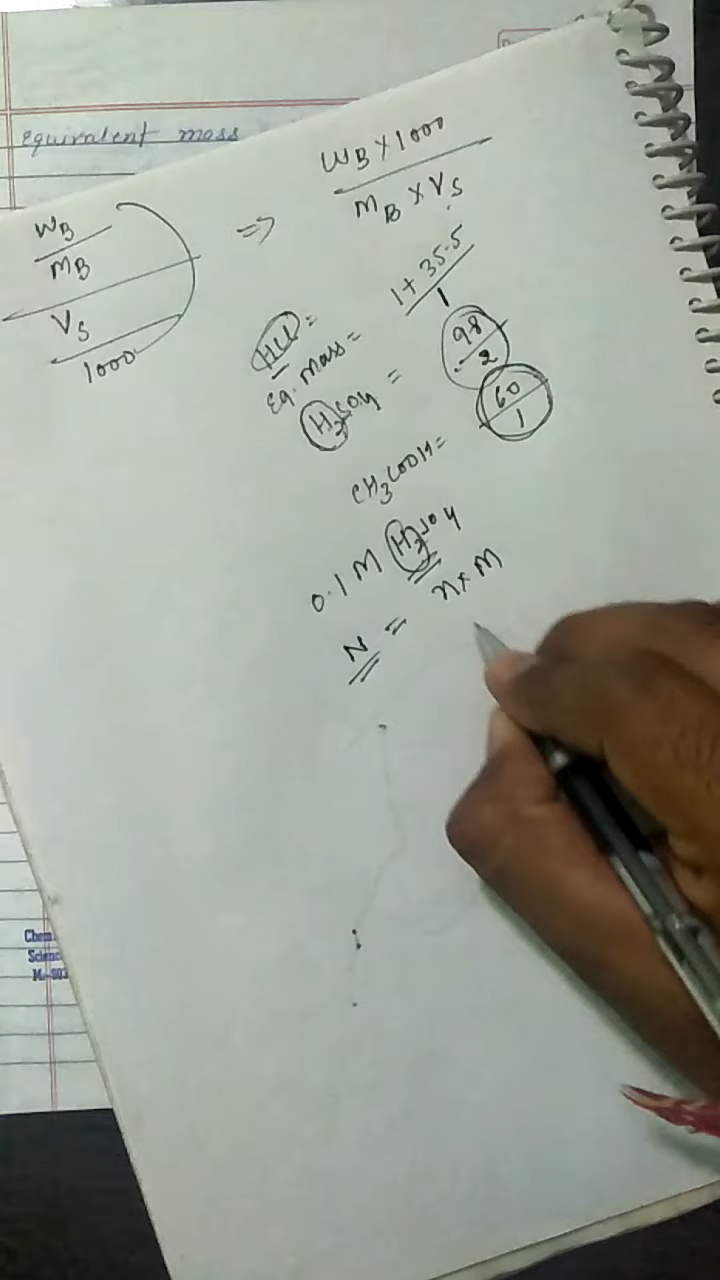 equivalent mass
WB / MB / VS / 1000 => WB × 1000 / MB × VS
HCl =
Eq. mass = 1 + 35.5 / 1
H2SO4 = 98 / 2
CH3COOH = 60 / 1
0.1 M H2SO4
N = n × M
Chem
Scienc